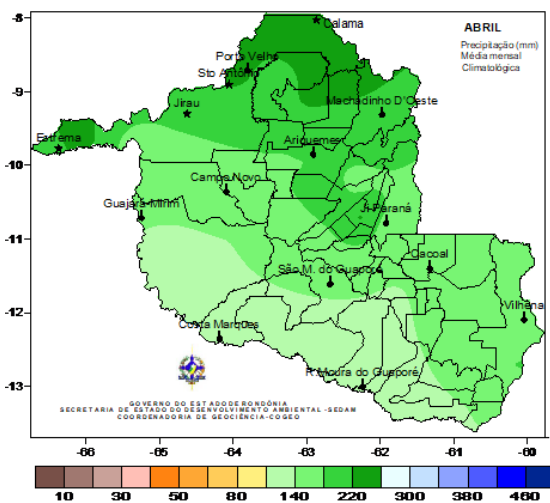 ABRIL
Precipitação (mm)
Média mensal
Climatológica
-8
-9
-10
-11
-12
-13
Calama
Porto Velho
Sto Antônio
Jirau
Machadinho D'Oeste
Extrema
Ariquemes
Campo Novo
Guajará-Mirim
Ji-Paraná
Cacoal
São M. do Guaporé
Vilhena
Costa Marques
R. Moura do Guaporé
GOVERNO DO ESTADO DE RONDÔNIA
SECRETARIA DE ESTADO DO DESENVOLVIMENTO AMBIENTAL -SEDAM
COORDENADORIA DE GEOCIÊNCIA-COGEO
-66 -65 -64 -63 -62 -61 -60
10 30 50 80 140 220 300 380 460